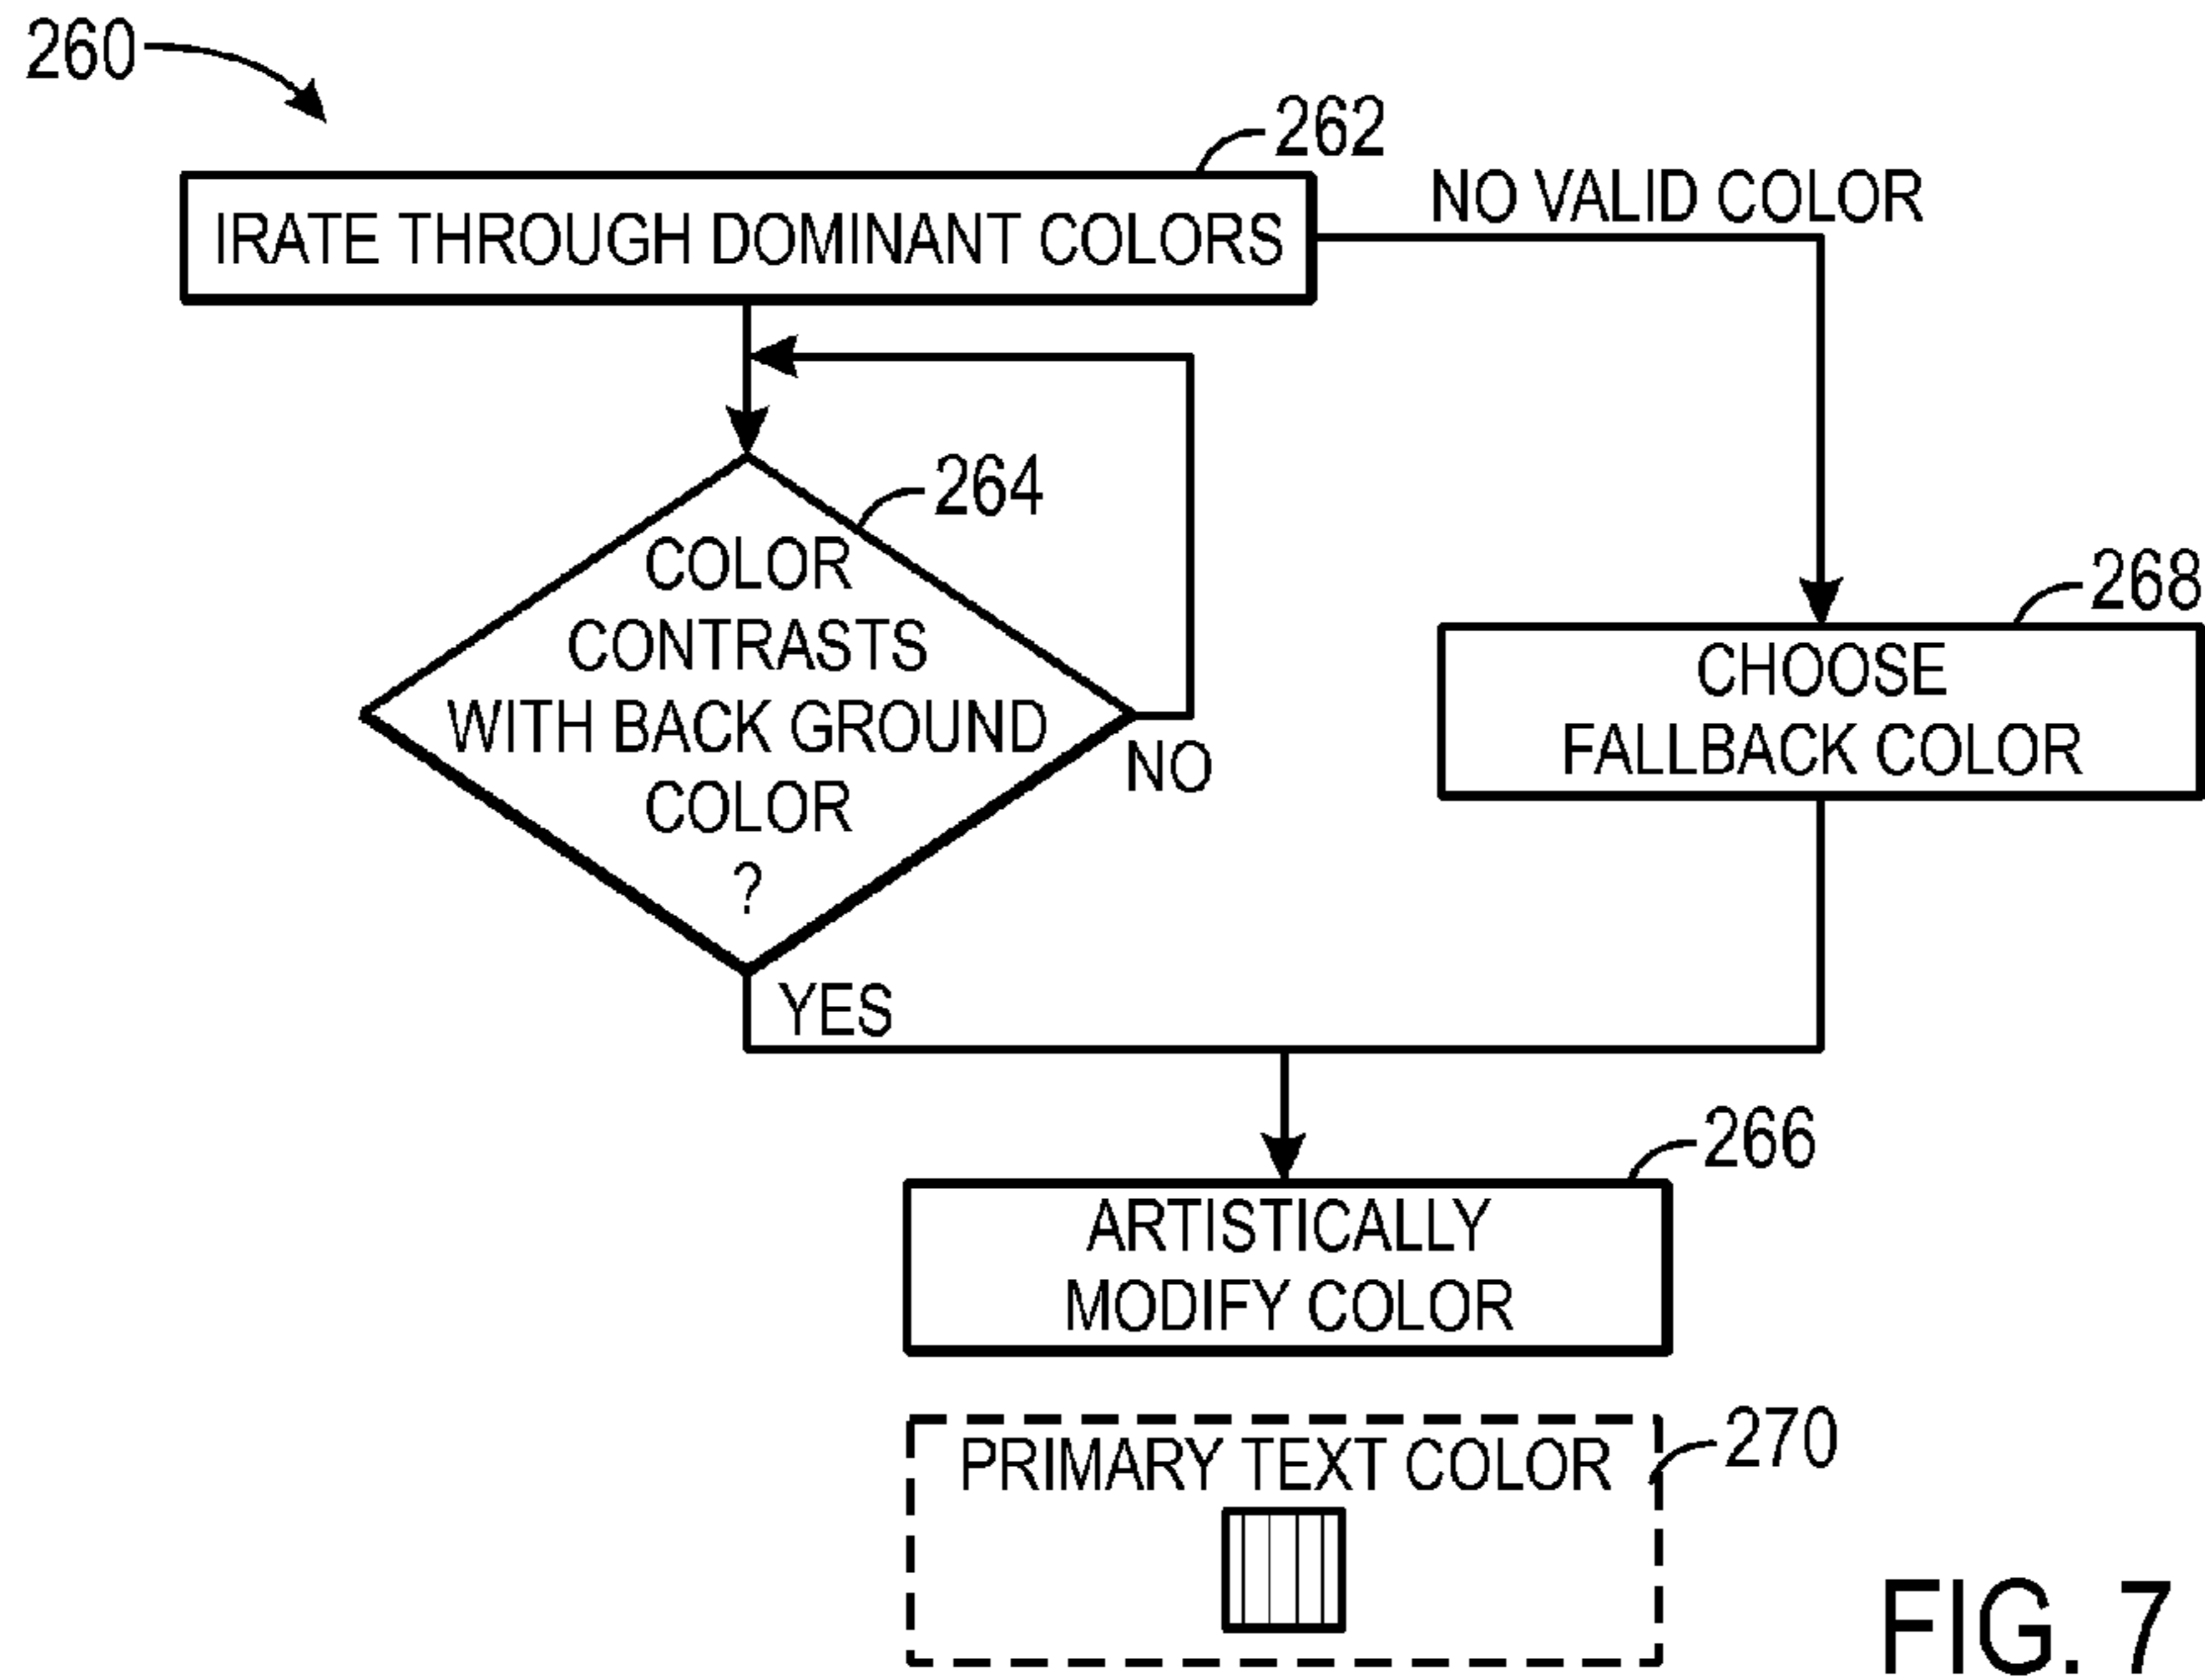 260
262
IRATE THROUGH DOMINANT COLORS
NO VALID COLOR
264
COLOR
CONTRASTS
WITH BACK GROUND
COLOR
?
NO
YES
268
CHOOSE
FALLBACK COLOR
266
ARTISTICALLY
MODIFY COLOR
270
PRIMARY TEXT COLOR
FIG. 7